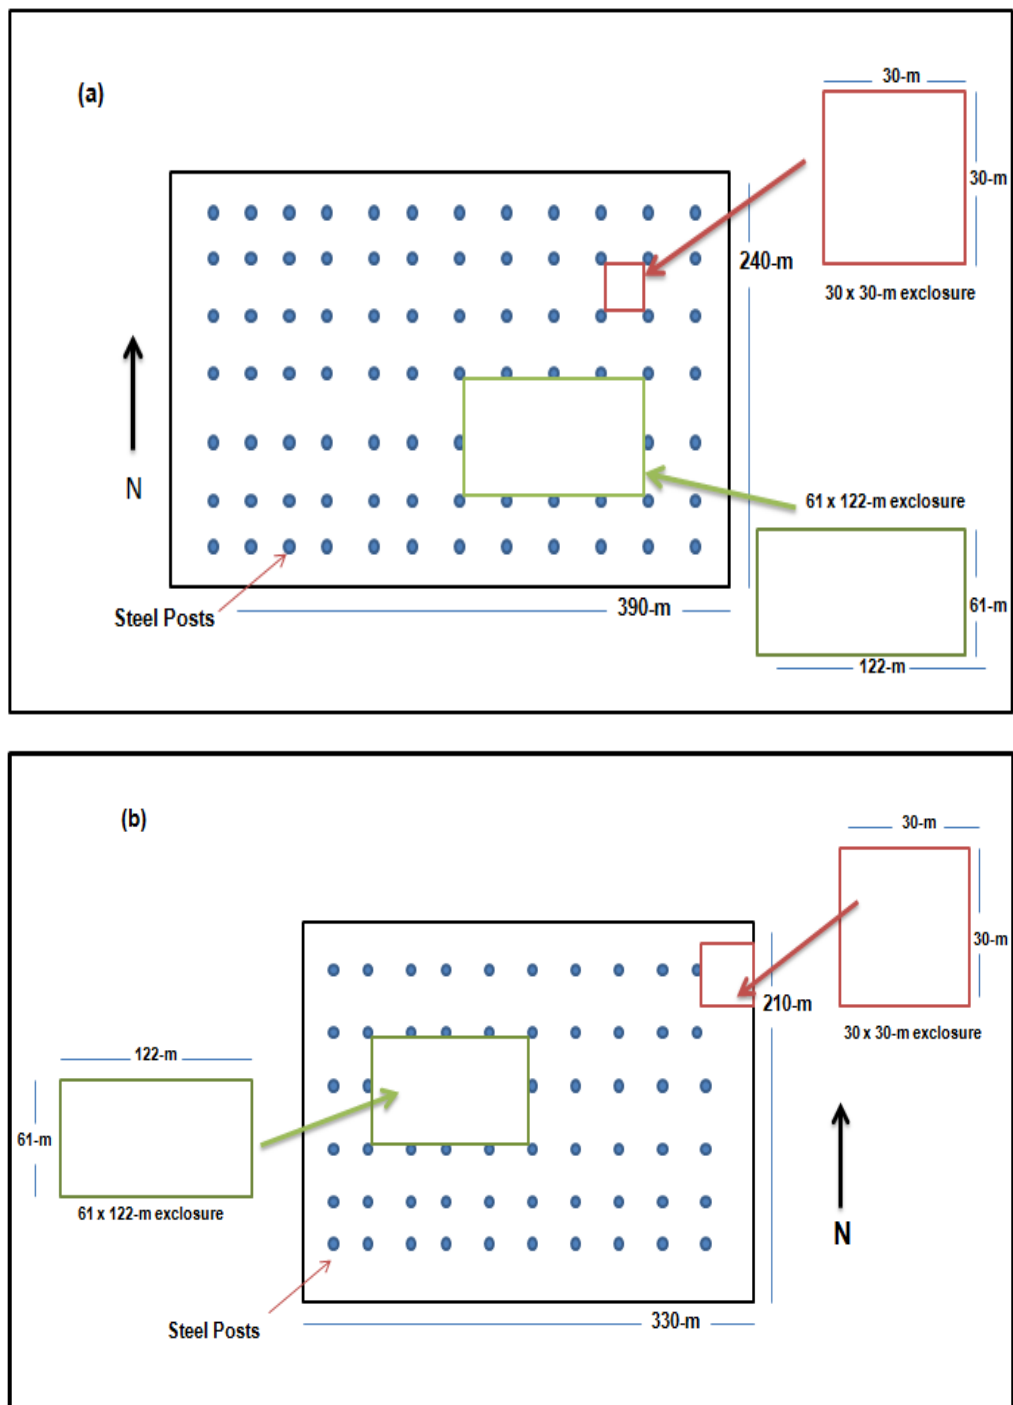 (a)
30-m
30-m
30 x 30-m exclosure
240-m
N
61 x 122-m exclosure
Steel Posts
390-m
61-m
122-m
(b)
30-m
30-m
210-m
30 x 30-m exclosure
122-m
61-m
61 x 122-m exclosure
N
Steel Posts
330-m